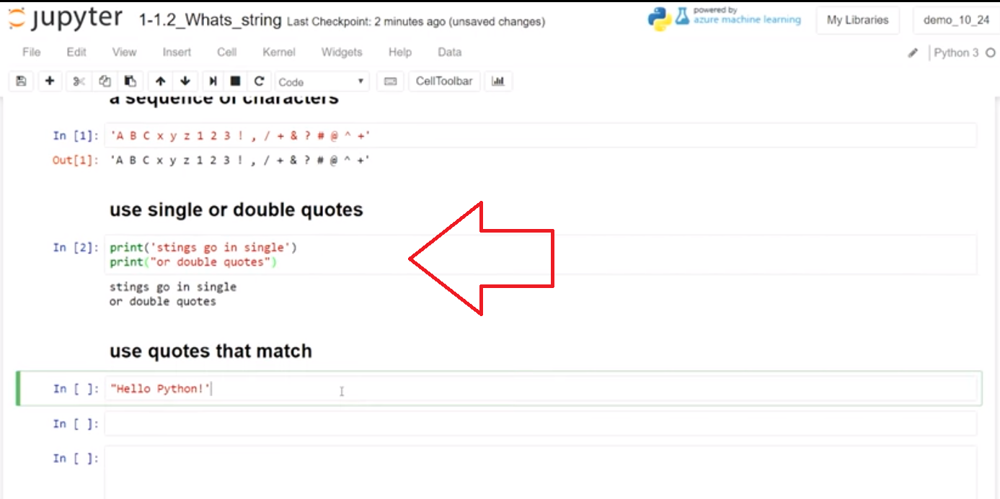 jupyter 1-1.2_Whats_string Last Checkpoint: 2 minutes ago (unsaved changes)
powered by
azure machine learning
My Libraries
demo_10_24
File Edit View Insert Cell Kernel Widgets Help Data
Python 3
Code
CellToolbar
a sequence of characters
In [1]: 'A B C x y z 1 2 3 ! , / + & ? # @ ^ +'
Out[1]: 'A B C x y z 1 2 3 ! , / + & ? # @ ^ +'
use single or double quotes
In [2]: print('stings go in single')
print("or double quotes")
stings go in single
or double quotes
use quotes that match
In [ ]: "Hello Python!'
In [ ]:
In [ ]: